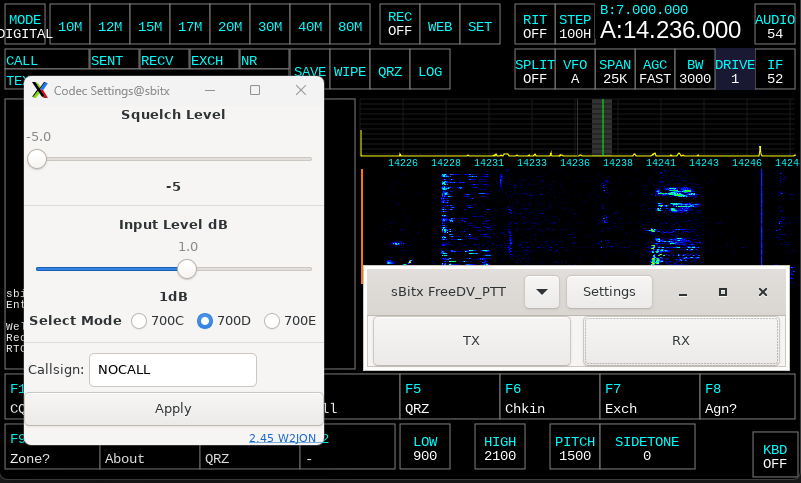 MODE
DIGITAL
10M 12M 15M 17M 20M 30M 40M 80M
REC
OFF
WEB SET
RIT
OFF
STEP
100H
B:7.000.000
A:14.236.000
AUDIO
54
CALL SENT RECV EXCH NR
SAVE WIPE QRZ LOG
SPLIT
OFF
VFO
A
SPAN
25K
AGC
FAST
BW
3000
DRIVE
1
IF
52
TE
Codec Settings@sbitx
Squelch Level
-5.0
-5
Input Level dB
1.0
1dB
Select Mode 700C 700D 700E
Callsign: NOCALL
Apply
2.45 W2JON_2
14226 14228 14231 14233 14236 14238 14241 14243 14246 1424
sBitx FreeDV_PTT Settings
TX RX
sbi
Ent
Wel
Rec
RTC
F1
CQ
ll
F5
QRZ
F6
Chkin
F7
Exch
F8
Agn?
F9
Zone? About QRZ -
LOW
900
HIGH
2100
PITCH
1500
SIDETONE
0
KBD
OFF